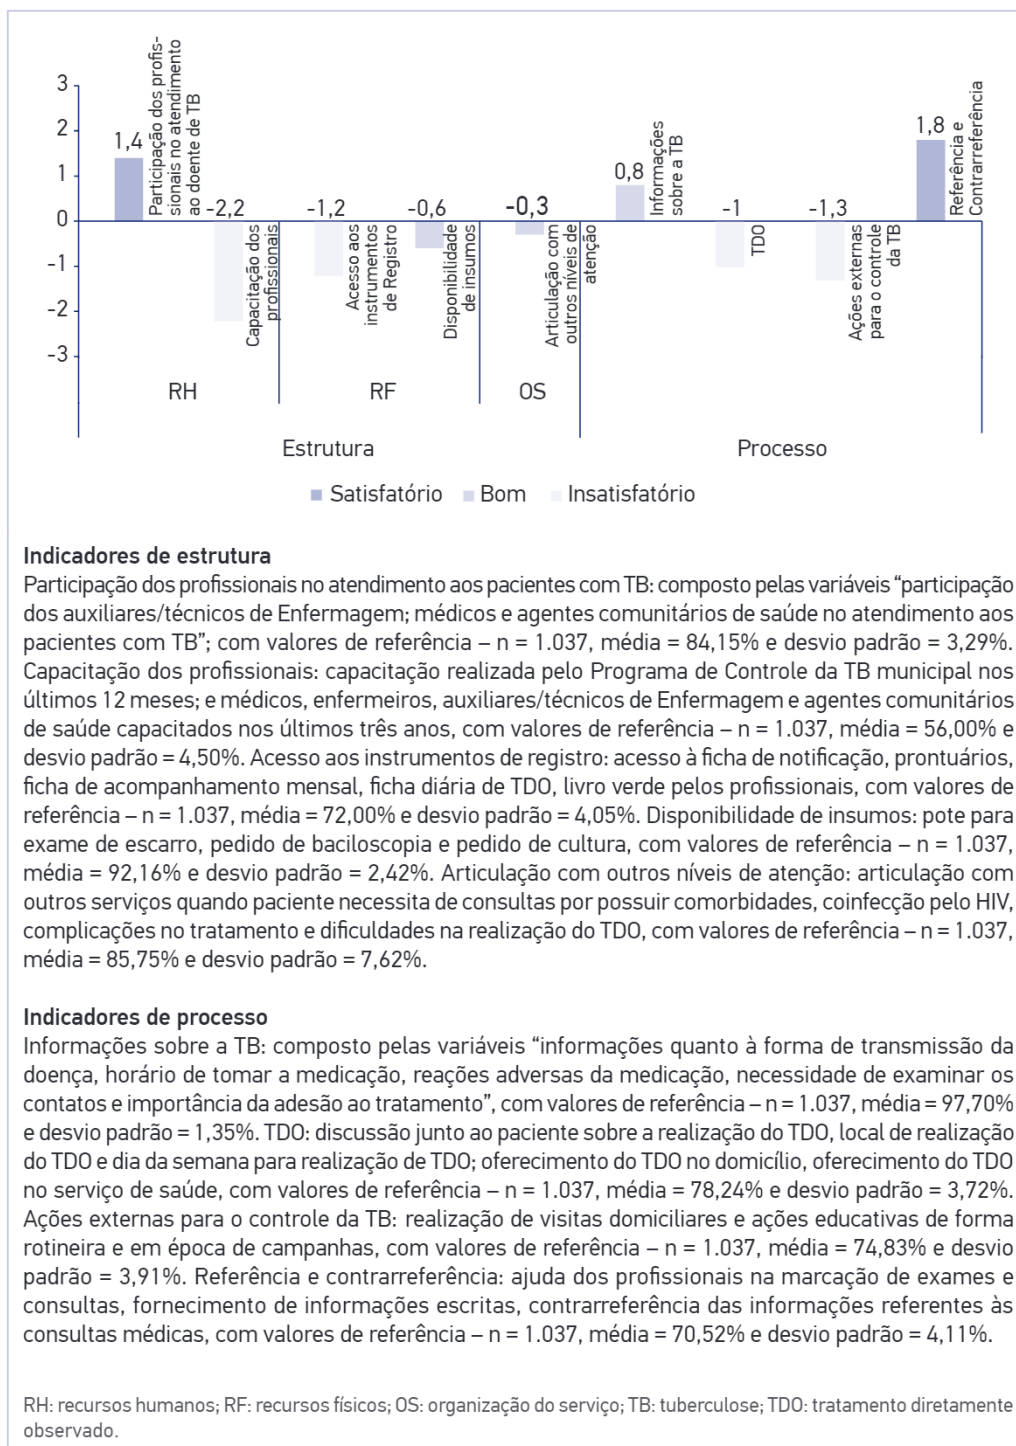 3
2
1
0
-1
-2
-3
1,4
Participação dos profis-
sionais no atendimento
ao doente de TB
-2,2
Capacitação dos
profissionais
-1,2
Acesso aos
instrumentos
de Registro
-0,6
Disponibilidade
de insumos
-0,3
Articulação com
outros níveis de
atenção
0,8
Informações
sobre a TB
-1
TDO
-1,3
Ações externas
para o controle
da TB
1,8
Referência e
Contrarreferência
RH
RF
OS
Estrutura
Processo
Satisfatório
Bom
Insatisfatório
Indicadores de estrutura
Participação dos profissionais no atendimento aos pacientes com TB: composto pelas variáveis “participação
dos auxiliares/técnicos de Enfermagem; médicos e agentes comunitários de saúde no atendimento aos
pacientes com TB”; com valores de referência – n = 1.037, média = 84,15% e desvio padrão = 3,29%.
Capacitação dos profissionais: capacitação realizada pelo Programa de Controle da TB municipal nos
últimos 12 meses; e médicos, enfermeiros, auxiliares/técnicos de Enfermagem e agentes comunitários
de saúde capacitados nos últimos três anos, com valores de referência – n = 1.037, média = 56,00% e
desvio padrão = 4,50%. Acesso aos instrumentos de registro: acesso à ficha de notificação, prontuários,
ficha de acompanhamento mensal, ficha diária de TDO, livro verde pelos profissionais, com valores de
referência – n = 1.037, média = 72,00% e desvio padrão = 4,05%. Disponibilidade de insumos: pote para
exame de escarro, pedido de baciloscopia e pedido de cultura, com valores de referência – n = 1.037,
média = 92,16% e desvio padrão = 2,42%. Articulação com outros níveis de atenção: articulação com
outros serviços quando paciente necessita de consultas por possuir comorbidades, coinfecção pelo HIV,
complicações no tratamento e dificuldades na realização do TDO, com valores de referência – n = 1.037,
média = 85,75% e desvio padrão = 7,62%.
Indicadores de processo
Informações sobre a TB: composto pelas variáveis “informações quanto à forma de transmissão da
doença, horário de tomar a medicação, reações adversas da medicação, necessidade de examinar os
contatos e importância da adesão ao tratamento”, com valores de referência – n = 1.037, média = 97,70%
e desvio padrão = 1,35%. TDO: discussão junto ao paciente sobre a realização do TDO, local de realização
do TDO e dia da semana para realização de TDO; oferecimento do TDO no domicílio, oferecimento do TDO
no serviço de saúde, com valores de referência – n = 1.037, média = 78,24% e desvio padrão = 3,72%.
Ações externas para o controle da TB: realização de visitas domiciliares e ações educativas de forma
rotineira e em época de campanhas, com valores de referência – n = 1.037, média = 74,83% e desvio
padrão = 3,91%. Referência e contrarreferência: ajuda dos profissionais na marcação de exames e
consultas, fornecimento de informações escritas, contrarreferência das informações referentes às
consultas médicas, com valores de referência – n = 1.037, média = 70,52% e desvio padrão = 4,11%.
RH: recursos humanos; RF: recursos físicos; OS: organização do serviço; TB: tuberculose; TDO: tratamento diretamente
observado.